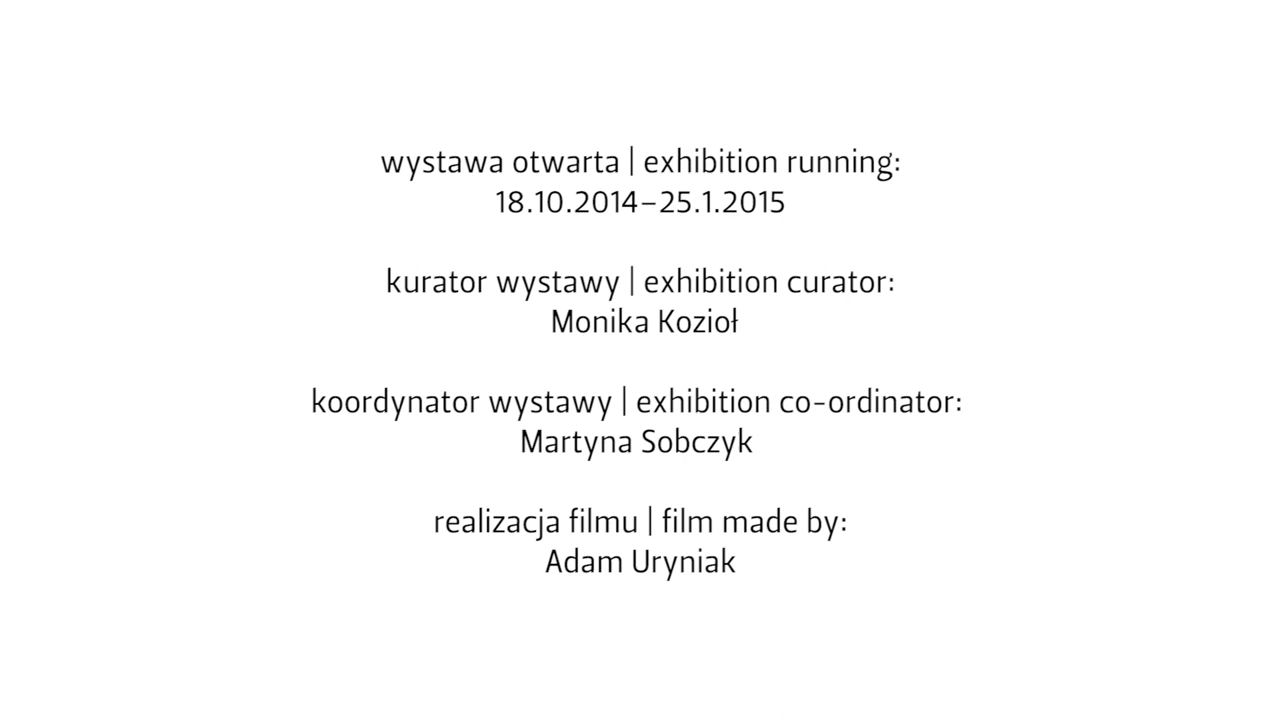 wystawa otwarta | exhibition running:
18.10.2014–25.1.2015
kurator wystawy | exhibition curator:
Monika Kozioł
koordynator wystawy | exhibition co-ordinator:
Martyna Sobczyk
realizacja filmu | film made by:
Adam Uryniak